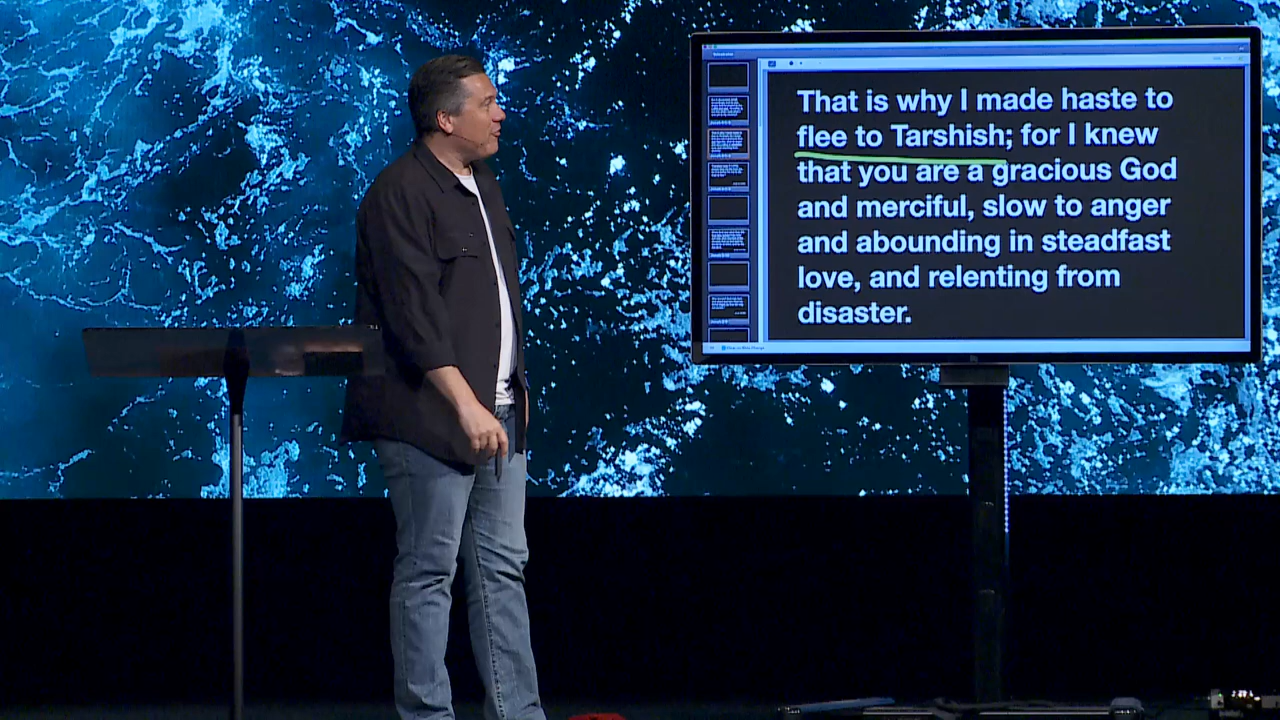 That is why I made haste to
flee to Tarshish; for I knew
that you are a gracious God
and merciful, slow to anger
and abounding in steadfast
love, and relenting from
disaster.